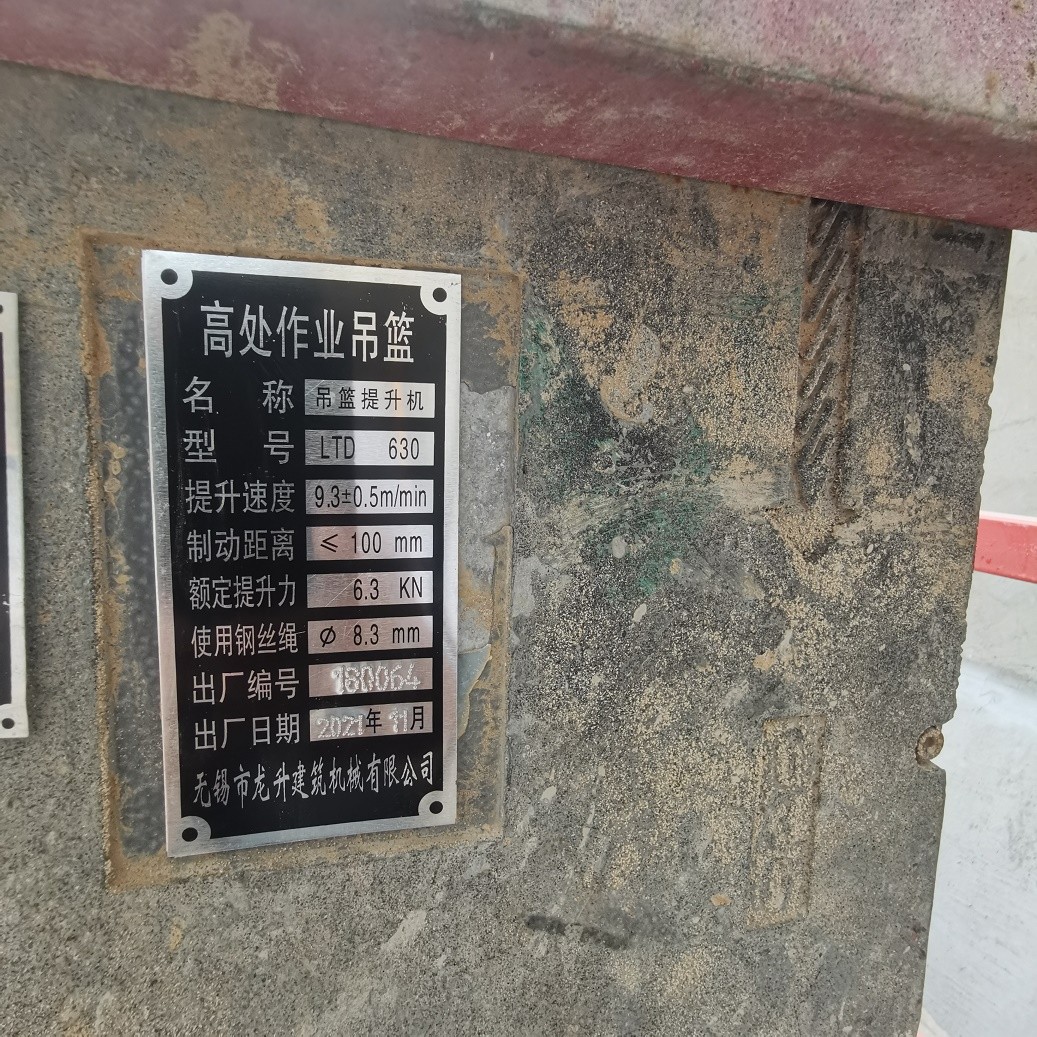 高处作业吊篮
名 称 吊篮提升机
型 号 LTD 630
提升速度 9.3±0.5m/min
制动距离 ≤ 100 mm
额定提升力 6.3 KN
使用钢丝绳 ø 8.3 mm
出厂编号 180064
出厂日期 2021年 11月
无锡市龙升建筑机械有限公司